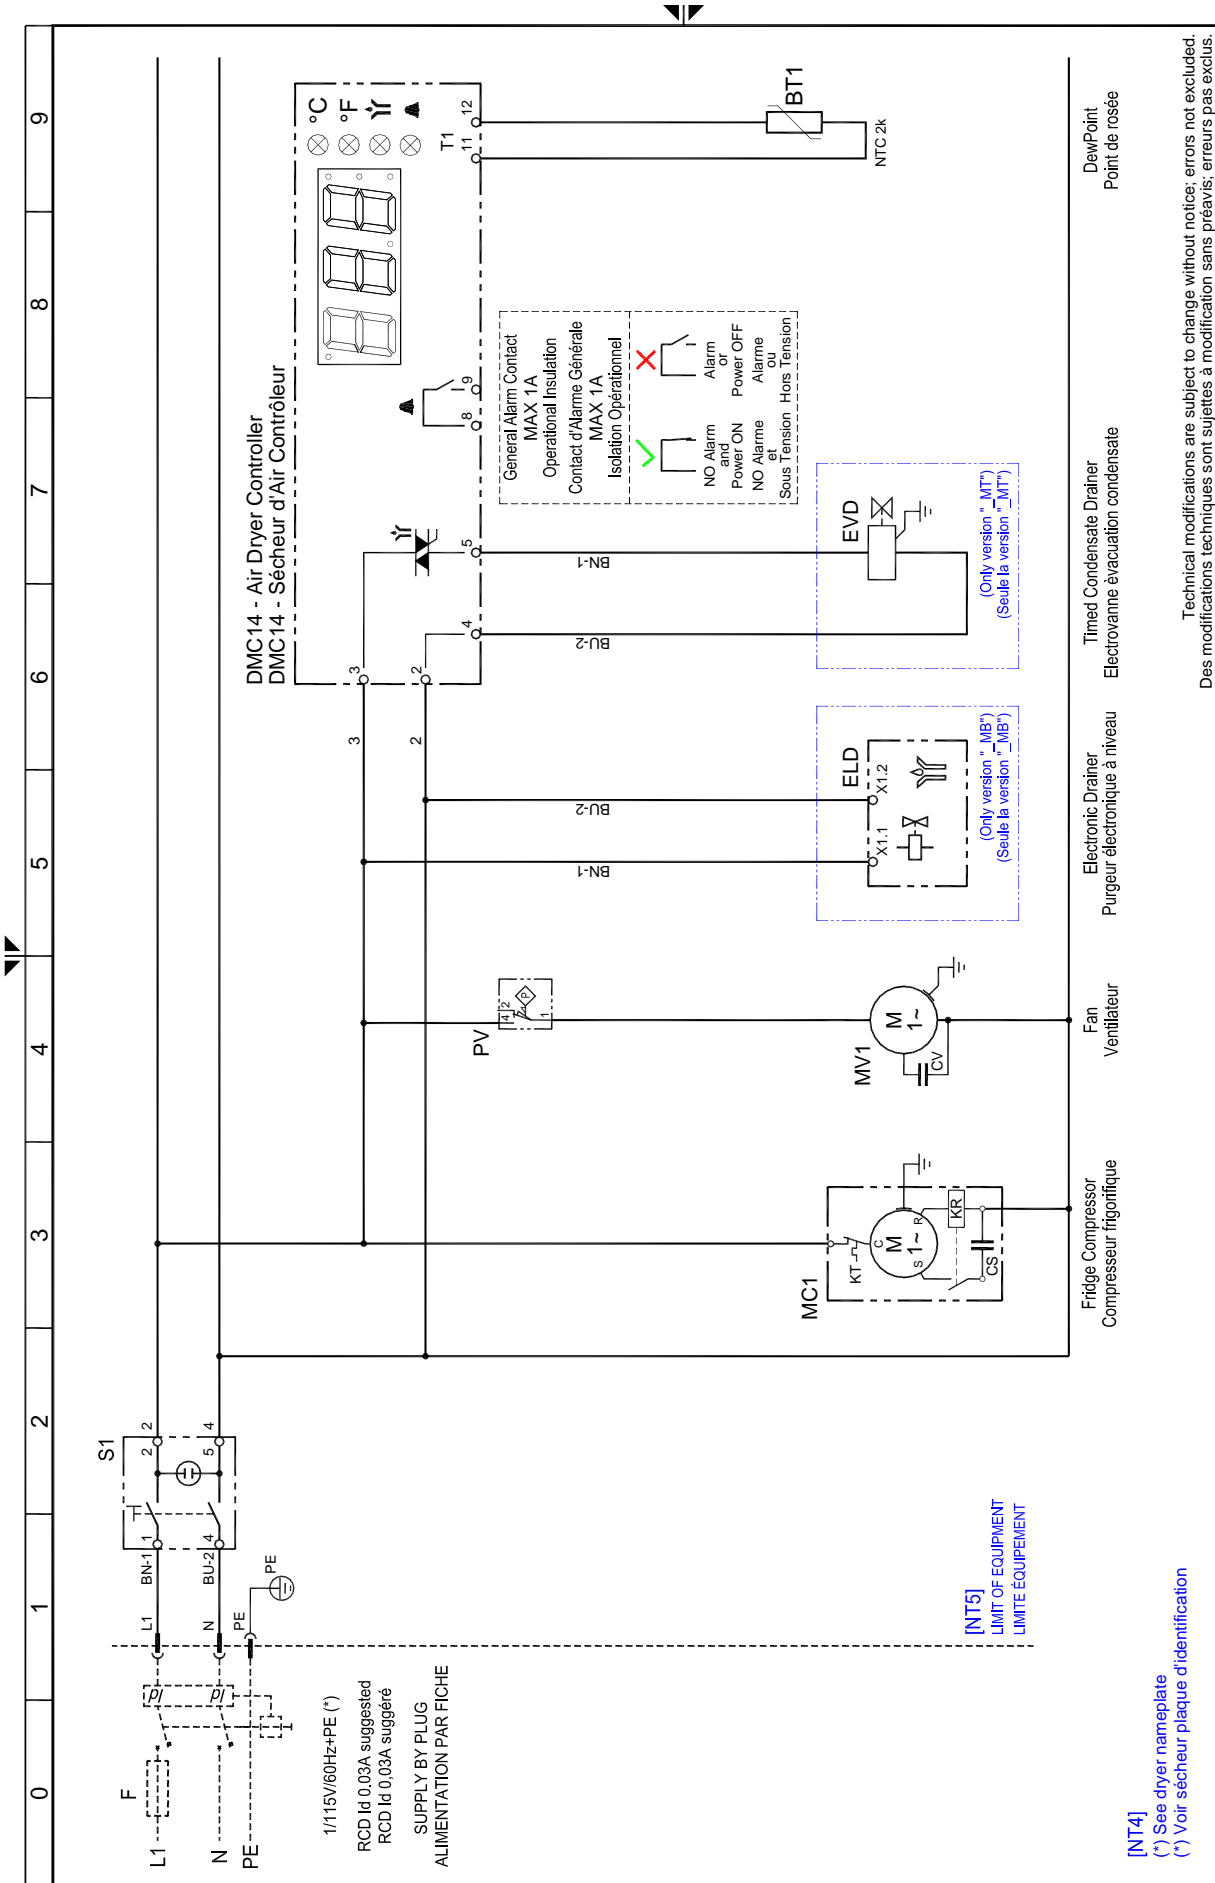 0 1 2 3 4 5 6 7 8 9
F
L1
N
PE
Id
Id
1/115V/60Hz+PE (*)
RCD Id 0.03A suggested
RCD Id 0,03A suggéré
SUPPLY BY PLUG
ALIMENTATION PAR FICHE
L1
N
PE
PE
BN-1
BU-2
S1
1 2 2
4 5 4
[NT5]
LIMIT OF EQUIPMENT
LIMITE ÉQUIPEMENT
MC1
KT
C
M
1~
S
R
KR
CS
PV
4 2
P
1
MV1
M
1~
CV
3
2
BN-1
BU-2
ELD
X1.1
X1.2
(Only version "_MB")
(Seule la version "_MB")
DMC14 - Air Dryer Controller
DMC14 - Sécheur d'Air Contrôleur
3
2
4
5
8
9
T1
11
12
°C
°F
BU-2
BN-1
EVD
(Only version "_MT")
(Seule la version "_MT")
General Alarm Contact
MAX 1A
Operational Insulation
Contact d'Alarme Générale
MAX 1A
Isolation Opérationnel
NO Alarm
and
Power ON
NO Alarme
et
Sous Tension
Alarm
or
Power OFF
Alarme
ou
Hors Tension
BT1
NTC 2k
Fridge Compressor
Compresseur frigorifique
Fan
Ventilateur
Electronic Drainer
Purgeur électronique à niveau
Timed Condensate Drainer
Electrovanne èvacuation condensate
DewPoint
Point de rosée
[NT4]
(*) See dryer nameplate
(*) Voir sécheur plaque d'identification
Technical modifications are subject to change without notice; errors not excluded.
Des modifications techniques sont sujettes à modification sans préavis; erreurs pas exclus.